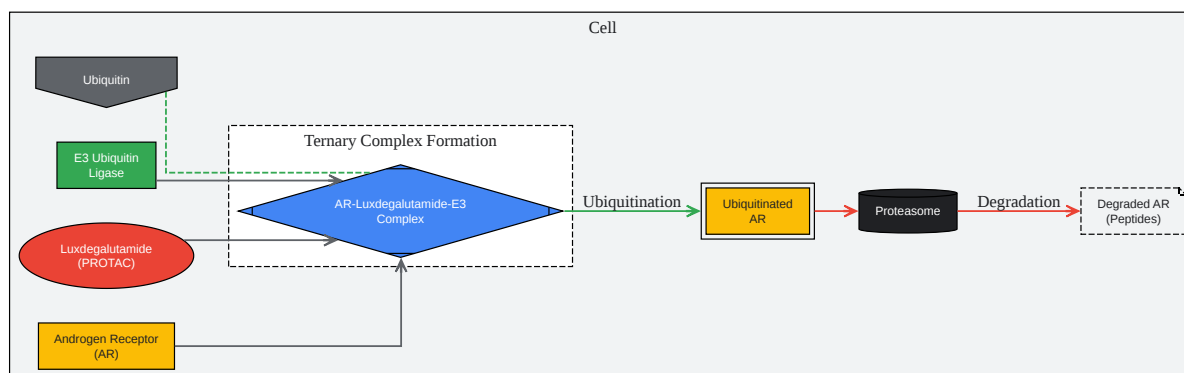 Cell
Ubiquitin
E3 Ubiquitin
Ligase
Luxdegalutamide
(PROTAC)
Androgen Receptor
(AR)
Ternary Complex Formation
AR-Luxdegalutamide-E3
Complex
Ubiquitination
Ubiquitinated
AR
Proteasome
Degradation
Degraded AR
(Peptides)